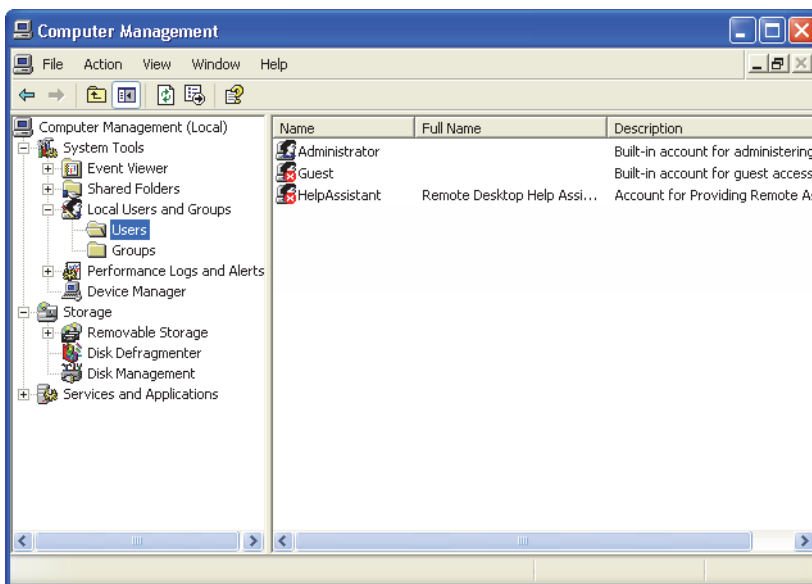 Computer Management
File Action View Window Help
Computer Management (Local)
System Tools
Event Viewer
Shared Folders
Local Users and Groups
Users
Groups
Performance Logs and Alerts
Device Manager
Storage
Removable Storage
Disk Defragmenter
Disk Management
Services and Applications
Name Full Name Description
Administrator Built-in account for administering
Guest Built-in account for guest access
HelpAssistant Remote Desktop Help Assi... Account for Providing Remote A